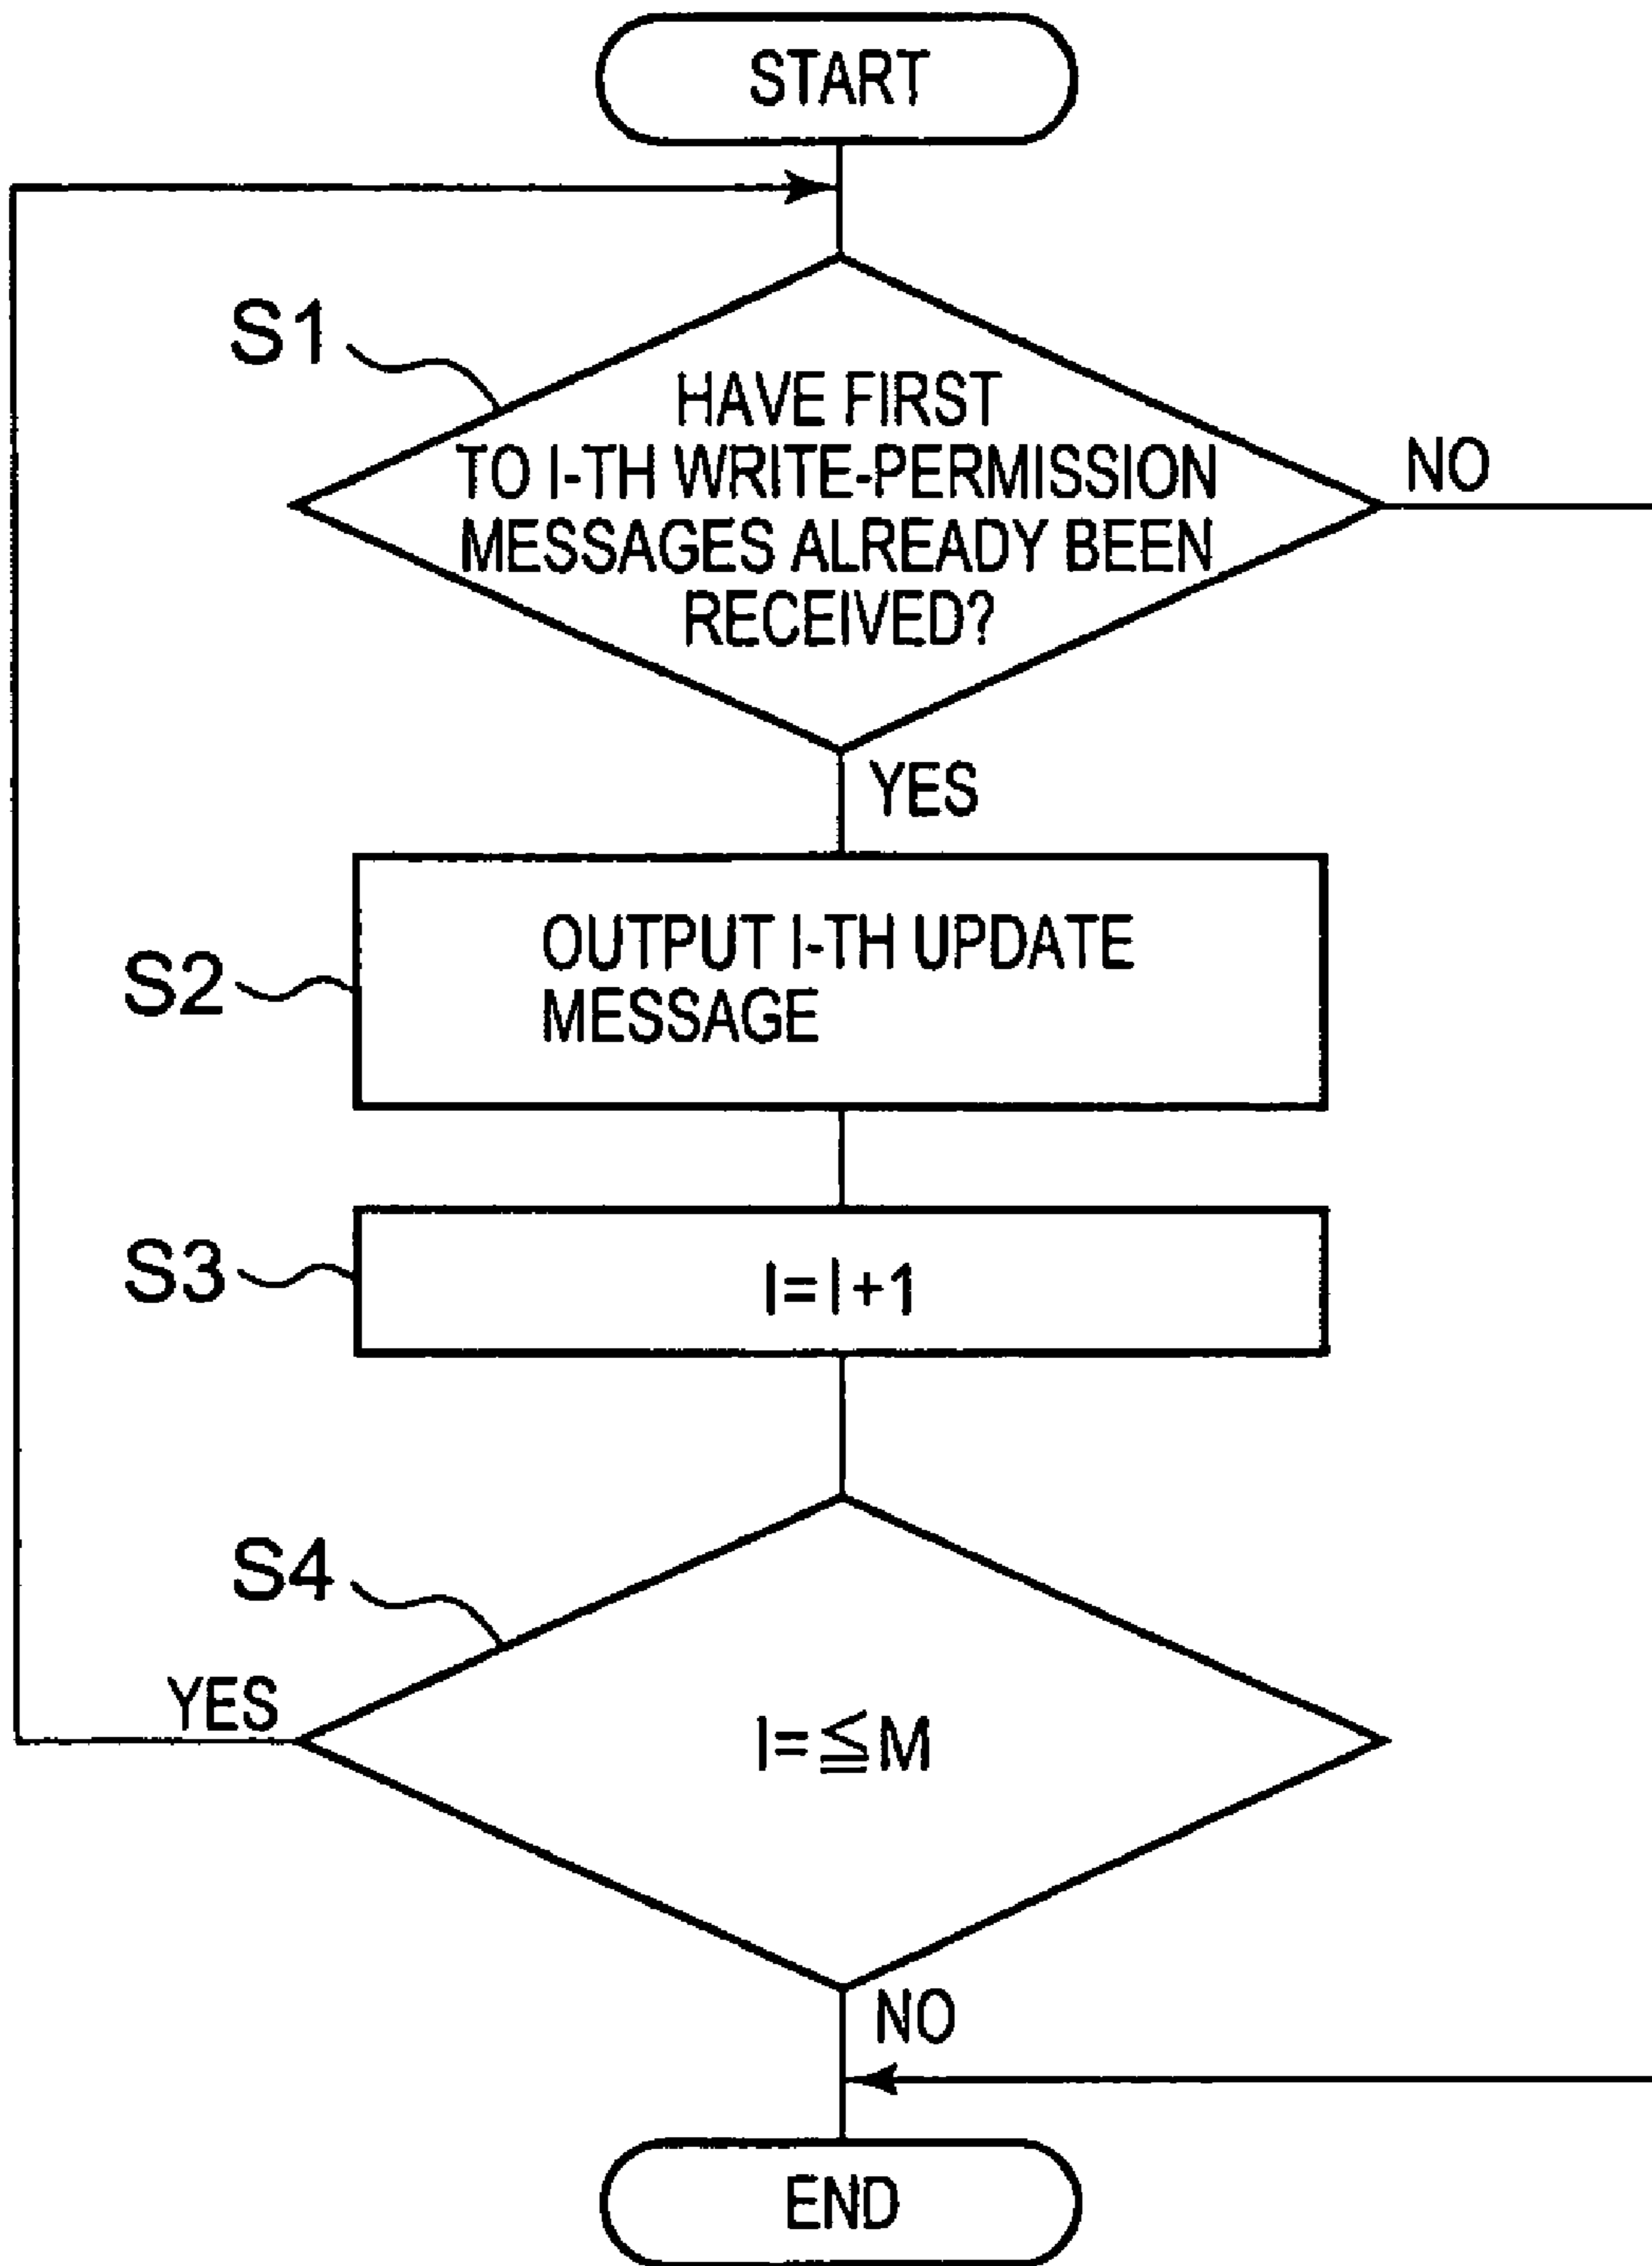 START
S1
HAVE FIRST
TO I-TH WRITE-PERMISSION
MESSAGES ALREADY BEEN
RECEIVED?
NO
YES
S2
OUTPUT I-TH UPDATE
MESSAGE
S3
I=I+1
S4
YES
I=≦M
NO
END